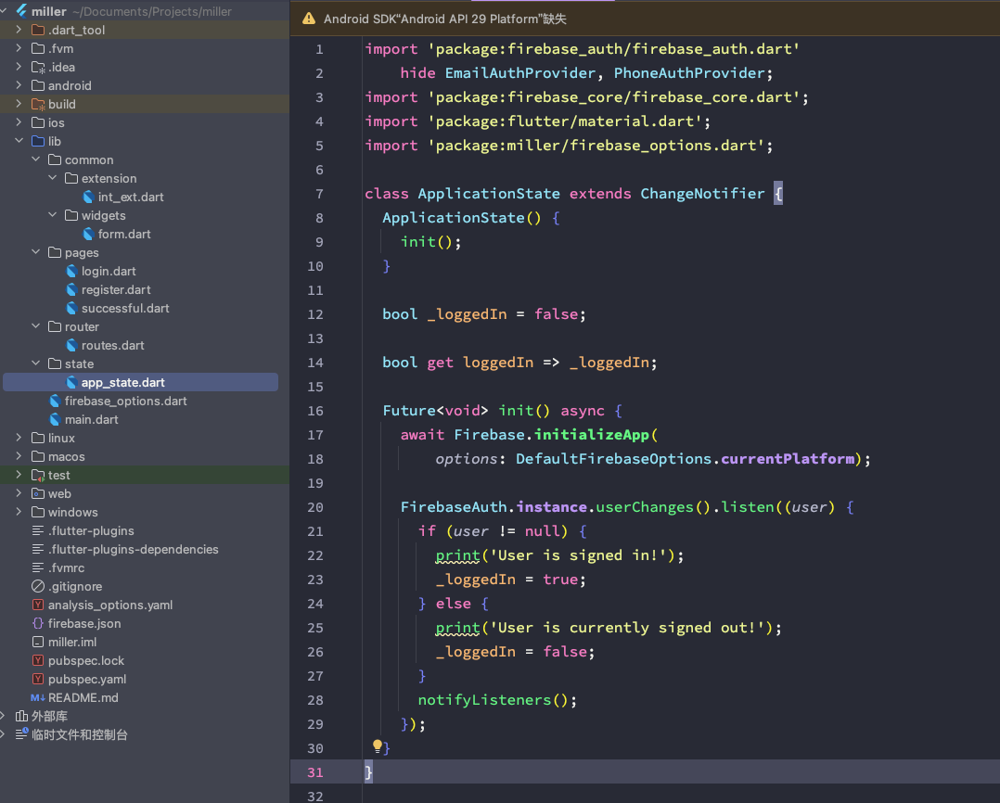 miller ~/Documents/Projects/miller
.dart_tool
.fvm
.idea
android
build
ios
lib
common
extension
int_ext.dart
widgets
form.dart
pages
login.dart
register.dart
successful.dart
router
routes.dart
state
app_state.dart
firebase_options.dart
main.dart
linux
macos
test
web
windows
.flutter-plugins
.flutter-plugins-dependencies
.fvmrc
.gitignore
analysis_options.yaml
firebase.json
miller.iml
pubspec.lock
pubspec.yaml
README.md
外部库
临时文件和控制台
Android SDK“Android API 29 Platform”缺失
1 import 'package:firebase_auth/firebase_auth.dart'
2 hide EmailAuthProvider, PhoneAuthProvider;
3 import 'package:firebase_core/firebase_core.dart';
4 import 'package:flutter/material.dart';
5 import 'package:miller/firebase_options.dart';
6
7 class ApplicationState extends ChangeNotifier {
8 ApplicationState() {
9 init();
10 }
11
12 bool _loggedIn = false;
13
14 bool get loggedIn => _loggedIn;
15
16 Future<void> init() async {
17 await Firebase.initializeApp(
18 options: DefaultFirebaseOptions.currentPlatform);
19
20 FirebaseAuth.instance.userChanges().listen((user) {
21 if (user != null) {
22 print('User is signed in!');
23 _loggedIn = true;
24 } else {
25 print('User is currently signed out!');
26 _loggedIn = false;
27 }
28 notifyListeners();
29 });
30 }
31 }
32